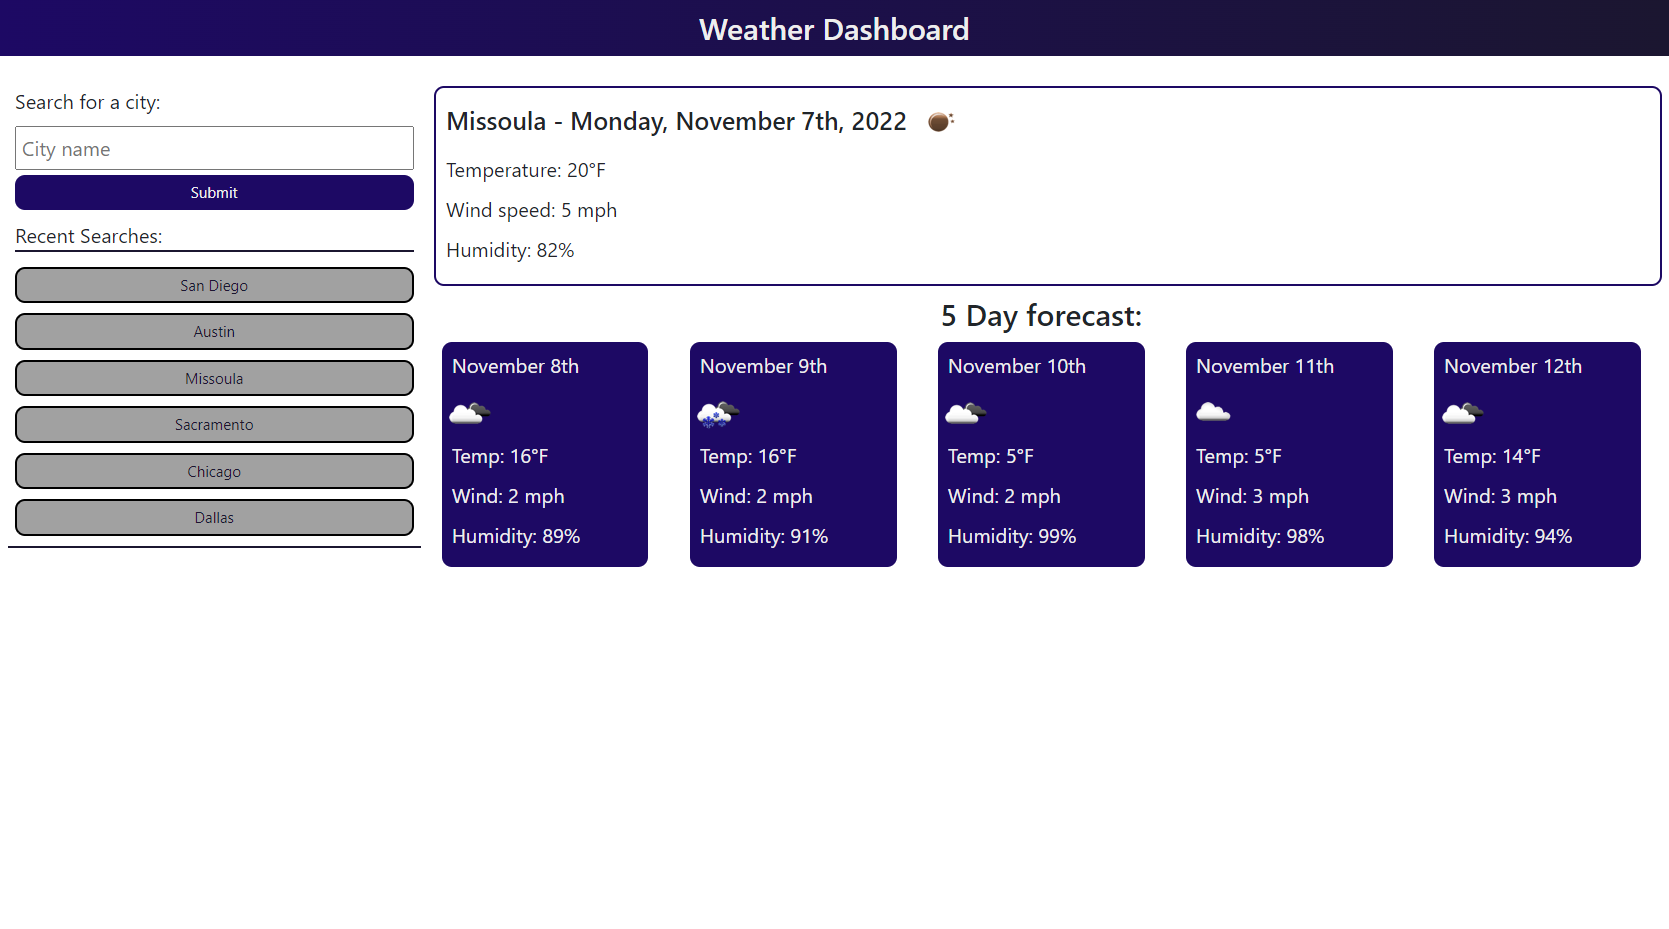 Weather Dashboard
Search for a city:
City name
Submit
Recent Searches:
San Diego
Austin
Missoula
Sacramento
Chicago
Dallas
Missoula - Monday, November 7th, 2022
Temperature: 20°F
Wind speed: 5 mph
Humidity: 82%
5 Day forecast:
November 8th
Temp: 16°F
Wind: 2 mph
Humidity: 89%
November 9th
Temp: 16°F
Wind: 2 mph
Humidity: 91%
November 10th
Temp: 5°F
Wind: 2 mph
Humidity: 99%
November 11th
Temp: 5°F
Wind: 3 mph
Humidity: 98%
November 12th
Temp: 14°F
Wind: 3 mph
Humidity: 94%